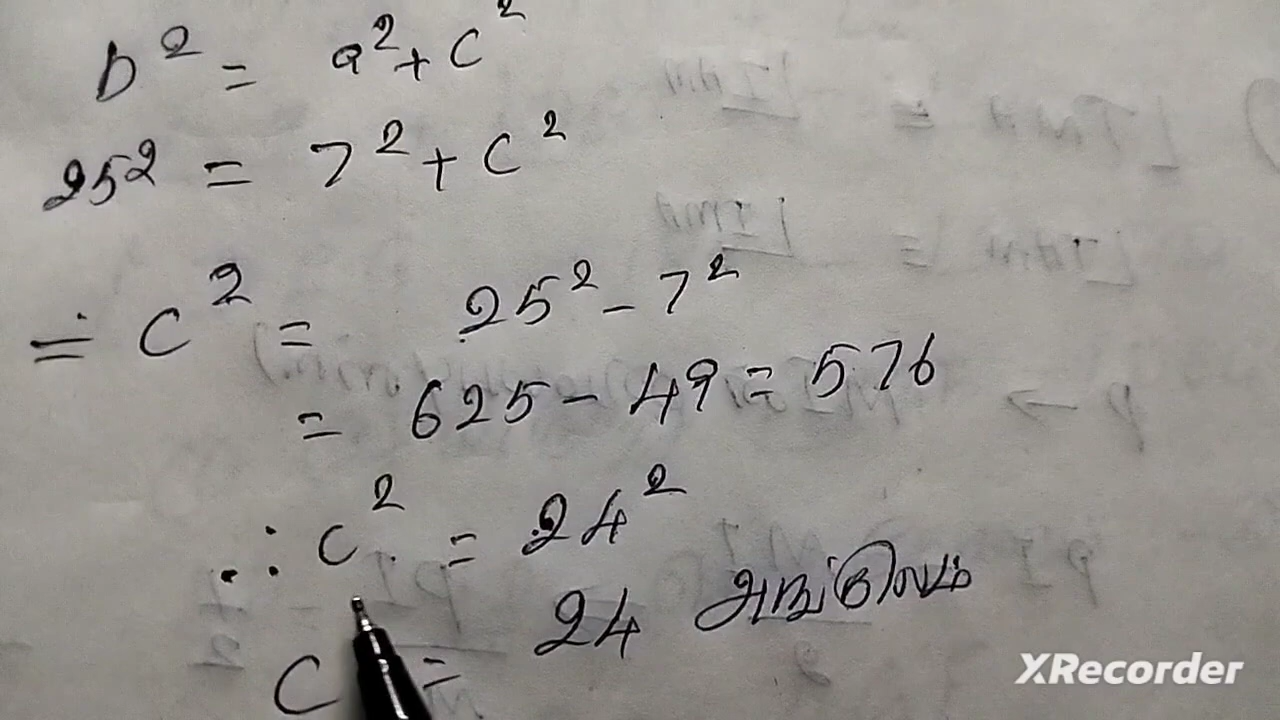 b² = a² + c²
25² = 7² + c²
= c² = 25² - 7²
= 625 - 49 = 576
∴ c² = 24²
c = 24 அங்குலம்
XRecorder